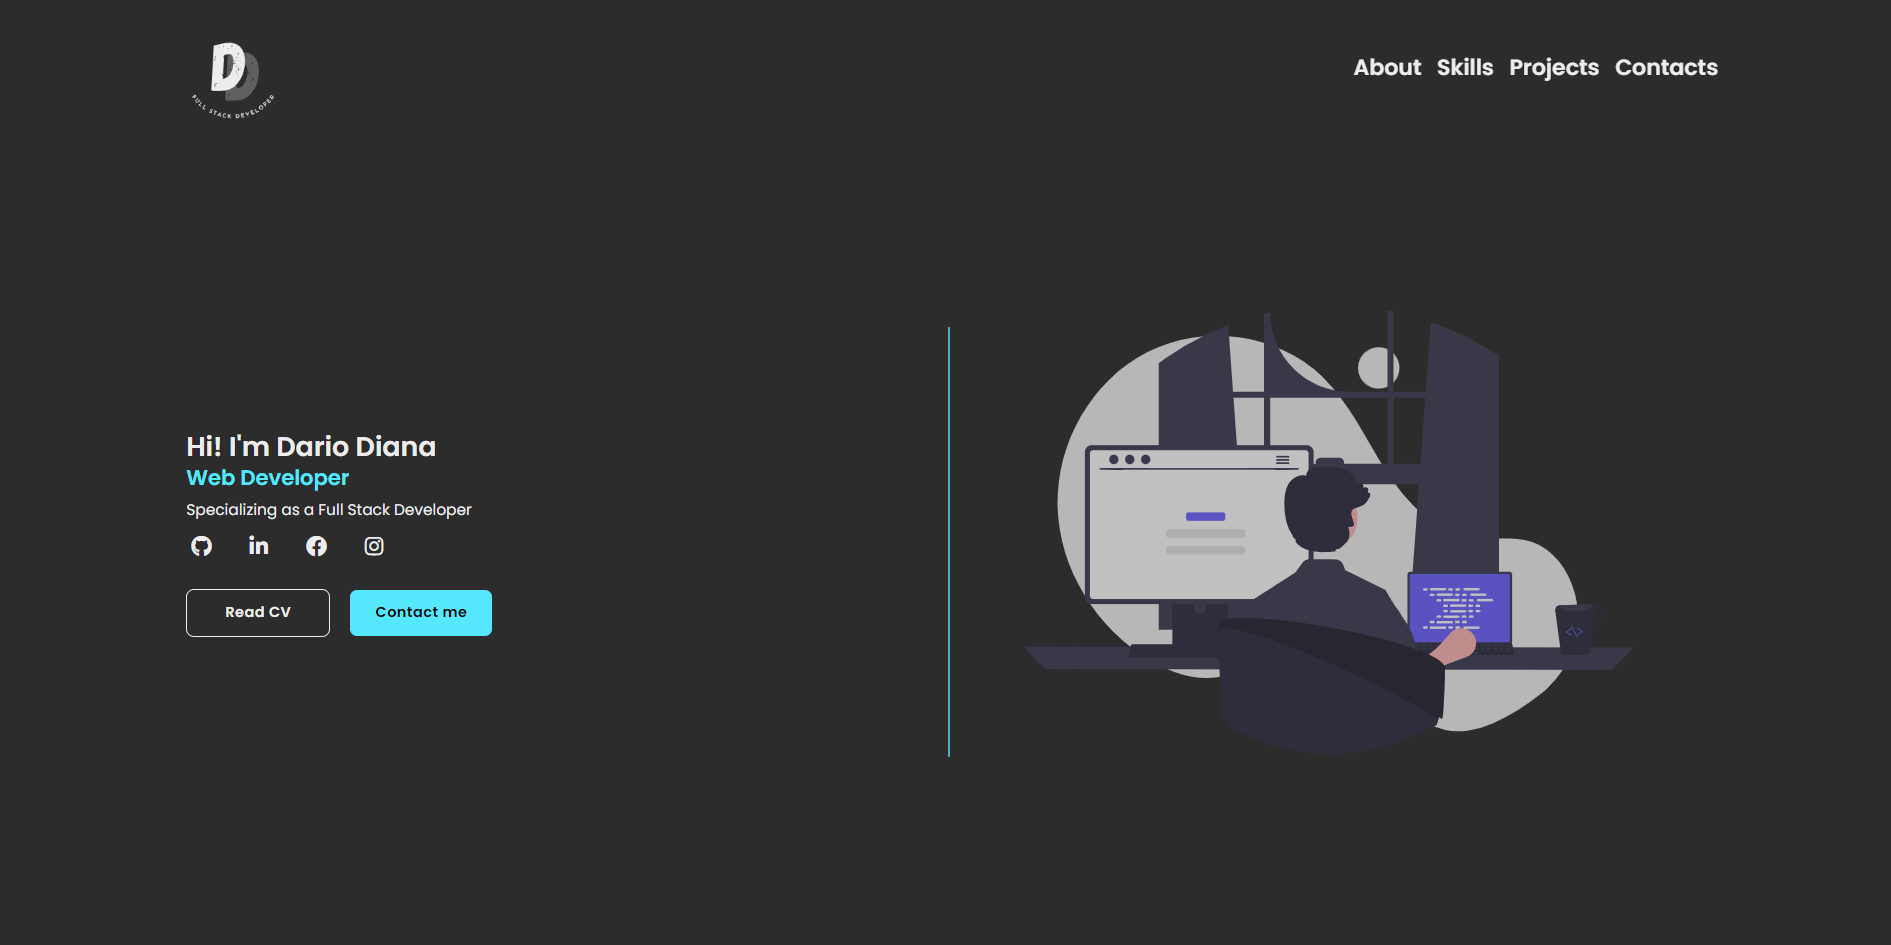 DD
FULL STACK DEVELOPER
About Skills Projects Contacts
Hi! I'm Dario Diana
Web Developer
Specializing as a Full Stack Developer
Read CV Contact me
<\>